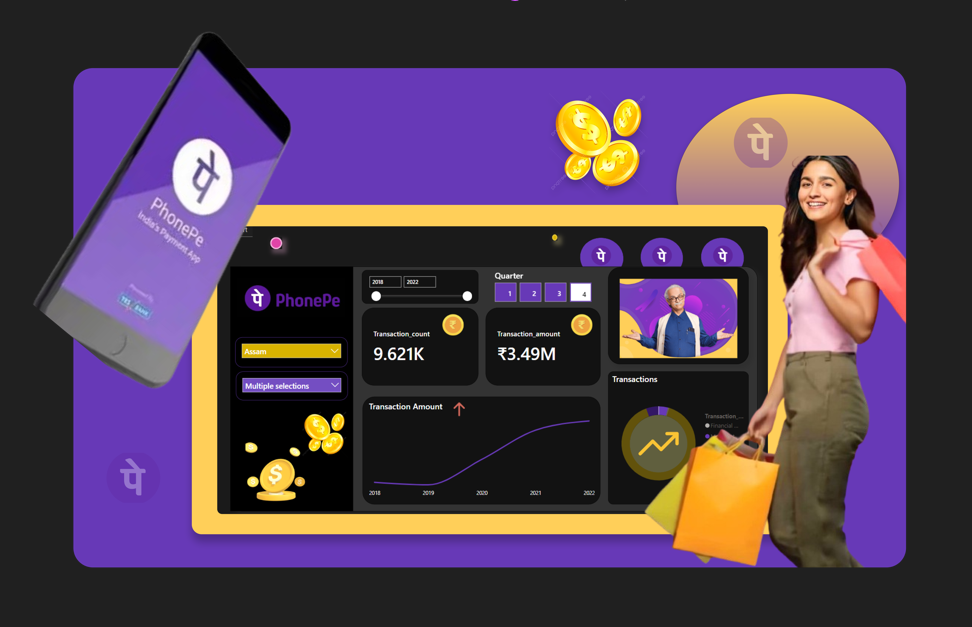 पे
PhonePe
India's Payment App
Powered By
YES BANK
पे
पे
पे
पे
पे
पे PhonePe
Assam
Multiple selections
2018 2022
Quarter
1 2 3 4
Transaction_count
9.621K
Transaction_amount
₹3.49M
Transaction Amount
2018 2019 2020 2021 2022
Transactions
Transaction_...
Financial ...
पे